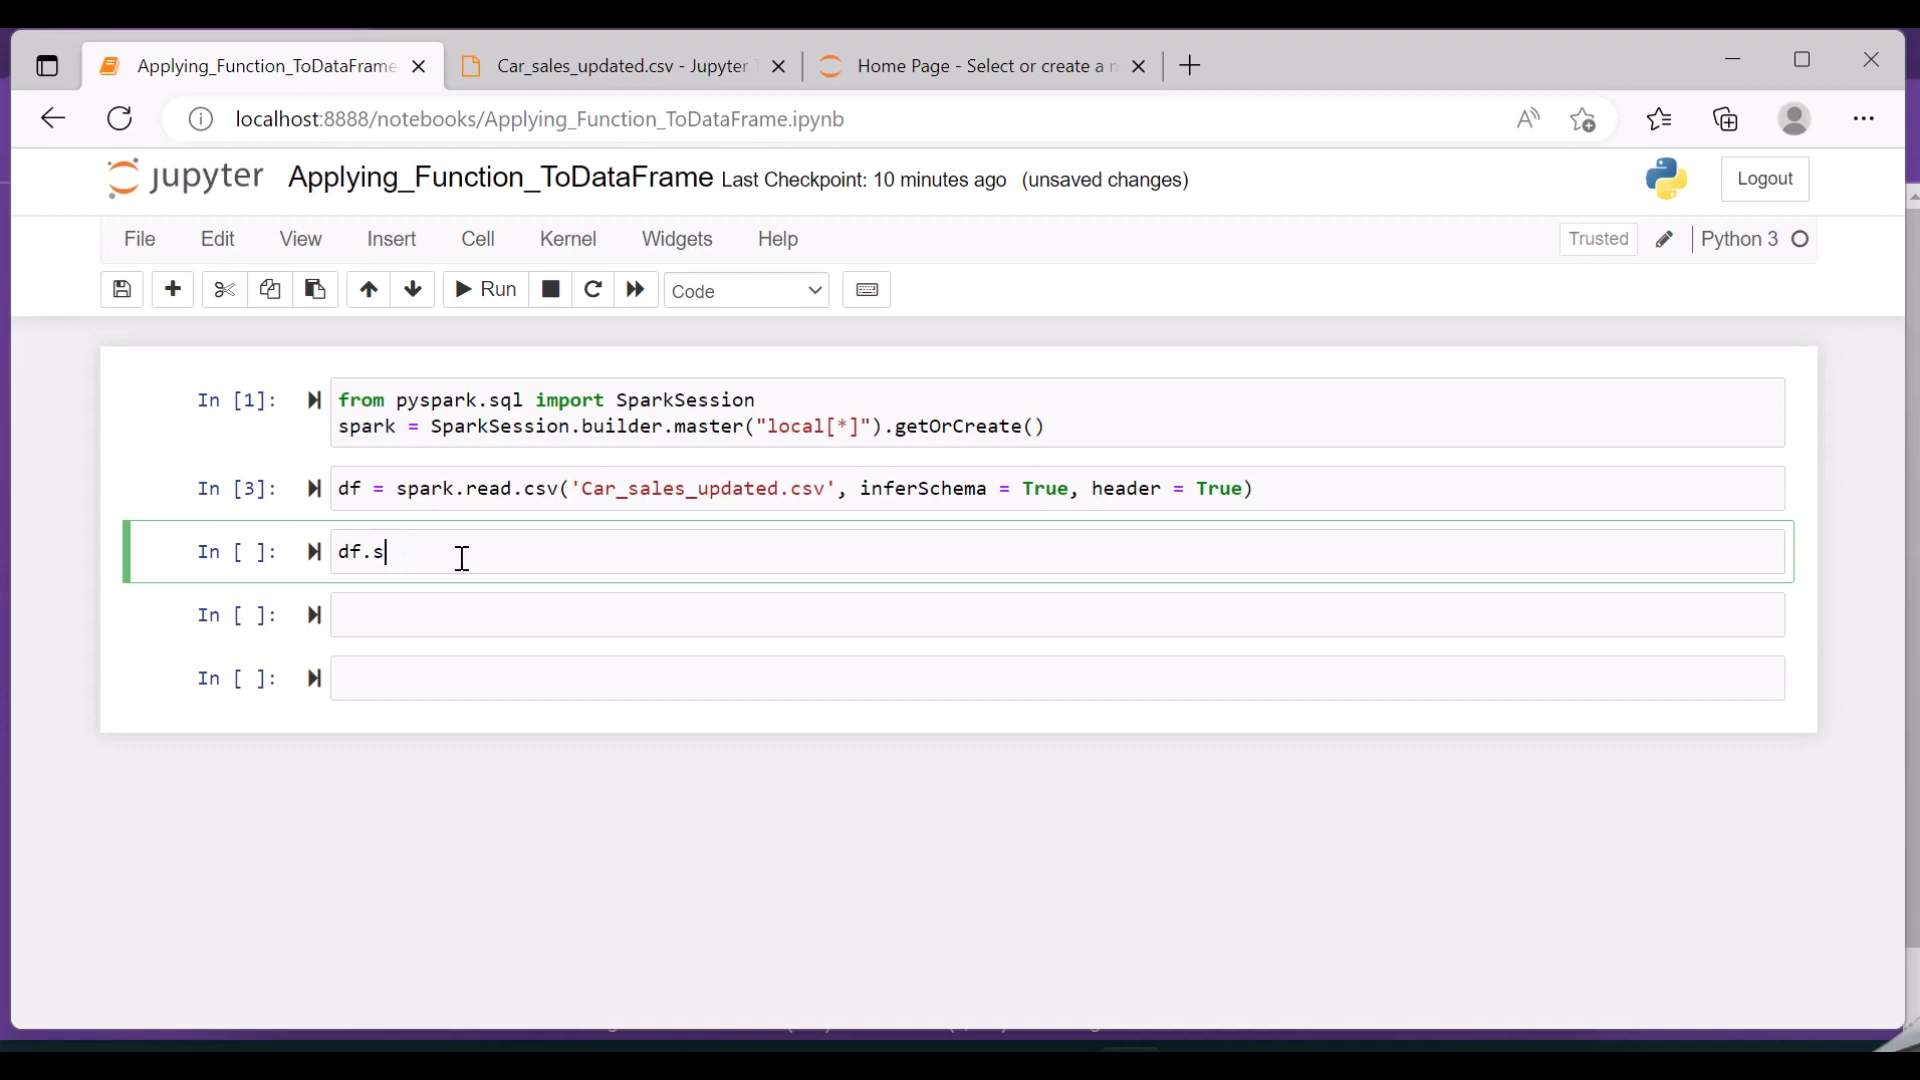 Applying_Function_ToDataFrame
Car_sales_updated.csv - Jupyter
Home Page - Select or create a n
localhost:8888/notebooks/Applying_Function_ToDataFrame.ipynb
jupyter Applying_Function_ToDataFrame Last Checkpoint: 10 minutes ago (unsaved changes)
Logout
File Edit View Insert Cell Kernel Widgets Help
Trusted
Python 3
Run
Code
In [1]: from pyspark.sql import SparkSession
spark = SparkSession.builder.master("local[*]").getOrCreate()
In [3]: df = spark.read.csv('Car_sales_updated.csv', inferSchema = True, header = True)
In [ ]: df.s
In [ ]:
In [ ]: